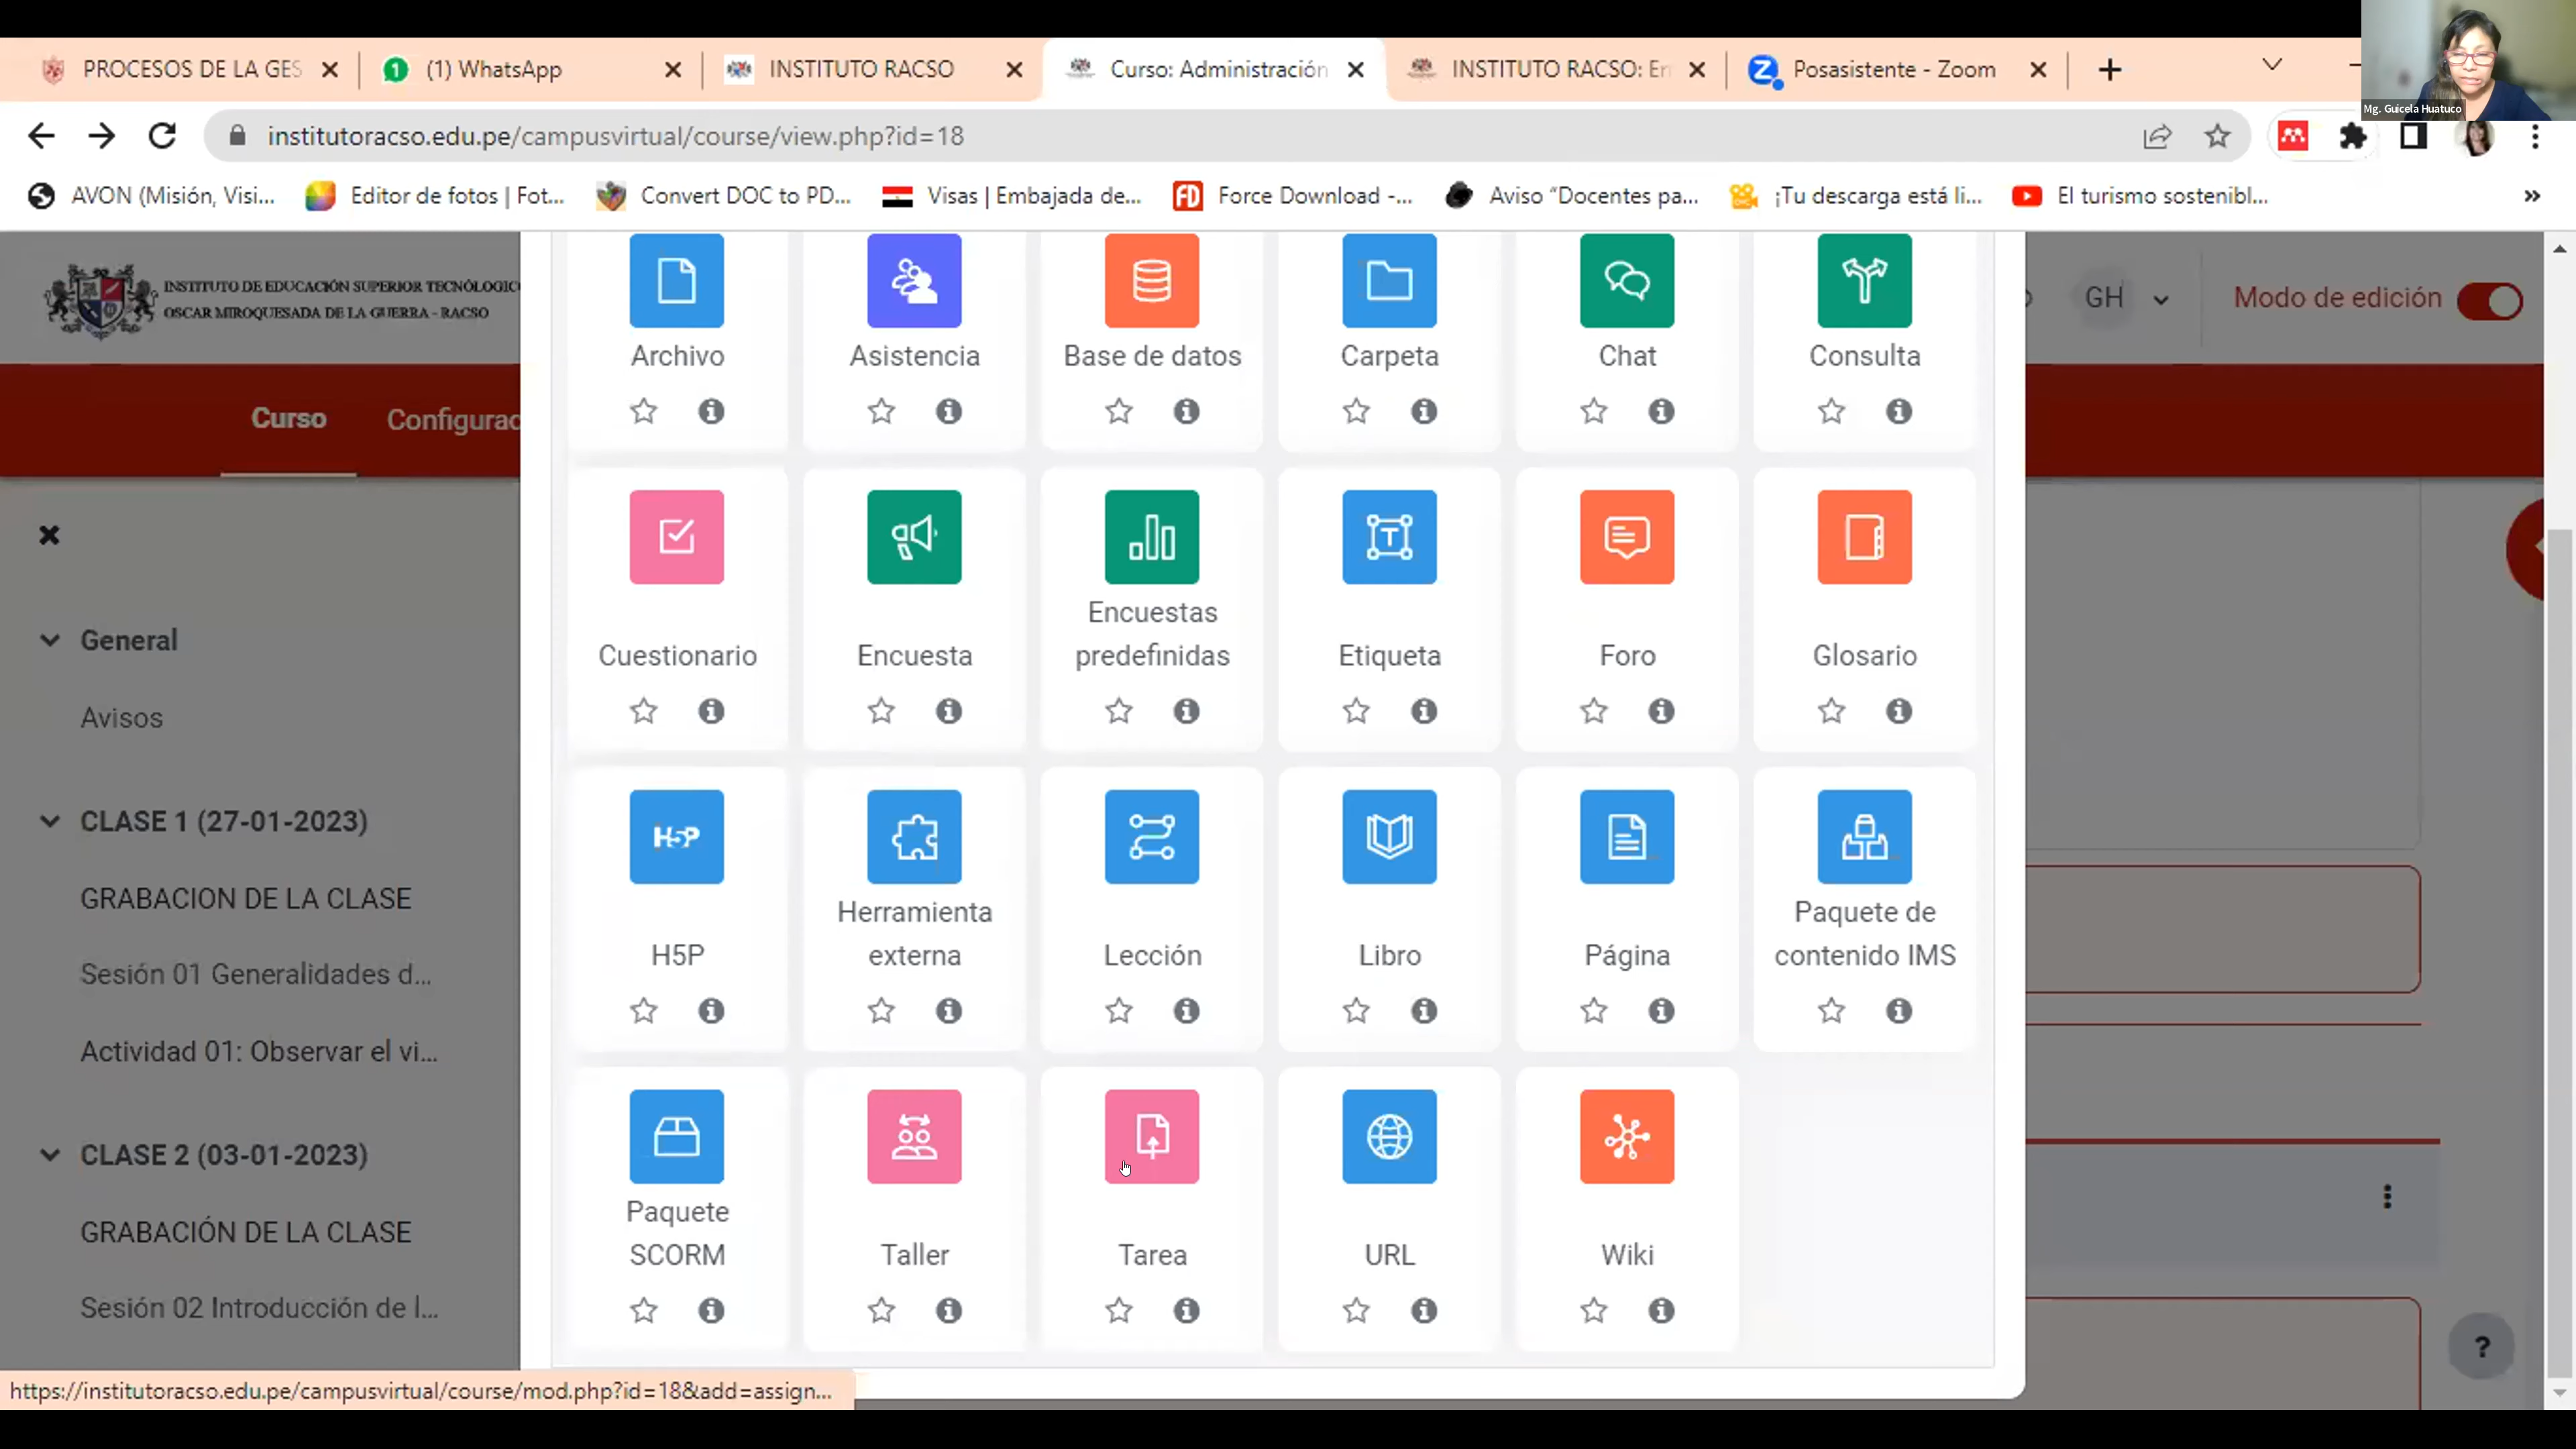 PROCESOS DE LA GES
1
(1) WhatsApp
INSTITUTO RACSO
Curso: Administración
INSTITUTO RACSO: En
Posasistente - Zoom
Mg. Guicela Huatuco
institutoracso.edu.pe/campusvirtual/course/view.php?id=18
AVON (Misión, Visi...
Editor de fotos | Fot...
Convert DOC to PD...
Visas | Embajada de...
FD
Force Download -...
Aviso “Docentes pa...
¡Tu descarga está li...
El turismo sostenibl...
»
INSTITUTO DE EDUCACIÓN SUPERIOR TECNÓLOGICO
OSCAR MIROQUESADA DE LA GUERRA - RACSO
GH
Modo de edición
Curso
Configurac
General
Avisos
CLASE 1 (27-01-2023)
GRABACION DE LA CLASE
Sesión 01 Generalidades d...
Actividad 01: Observar el vi...
CLASE 2 (03-01-2023)
GRABACIÓN DE LA CLASE
Sesión 02 Introducción de l...
Archivo
Asistencia
Base de datos
Carpeta
Chat
Consulta
Cuestionario
Encuesta
Encuestas
predefinidas
T
Etiqueta
Foro
Glosario
H5P
H5P
Herramienta
externa
Lección
Libro
Página
Paquete de
contenido IMS
Paquete
SCORM
Taller
Tarea
URL
Wiki
?
https://institutoracso.edu.pe/campusvirtual/course/mod.php?id=18&add=assign...